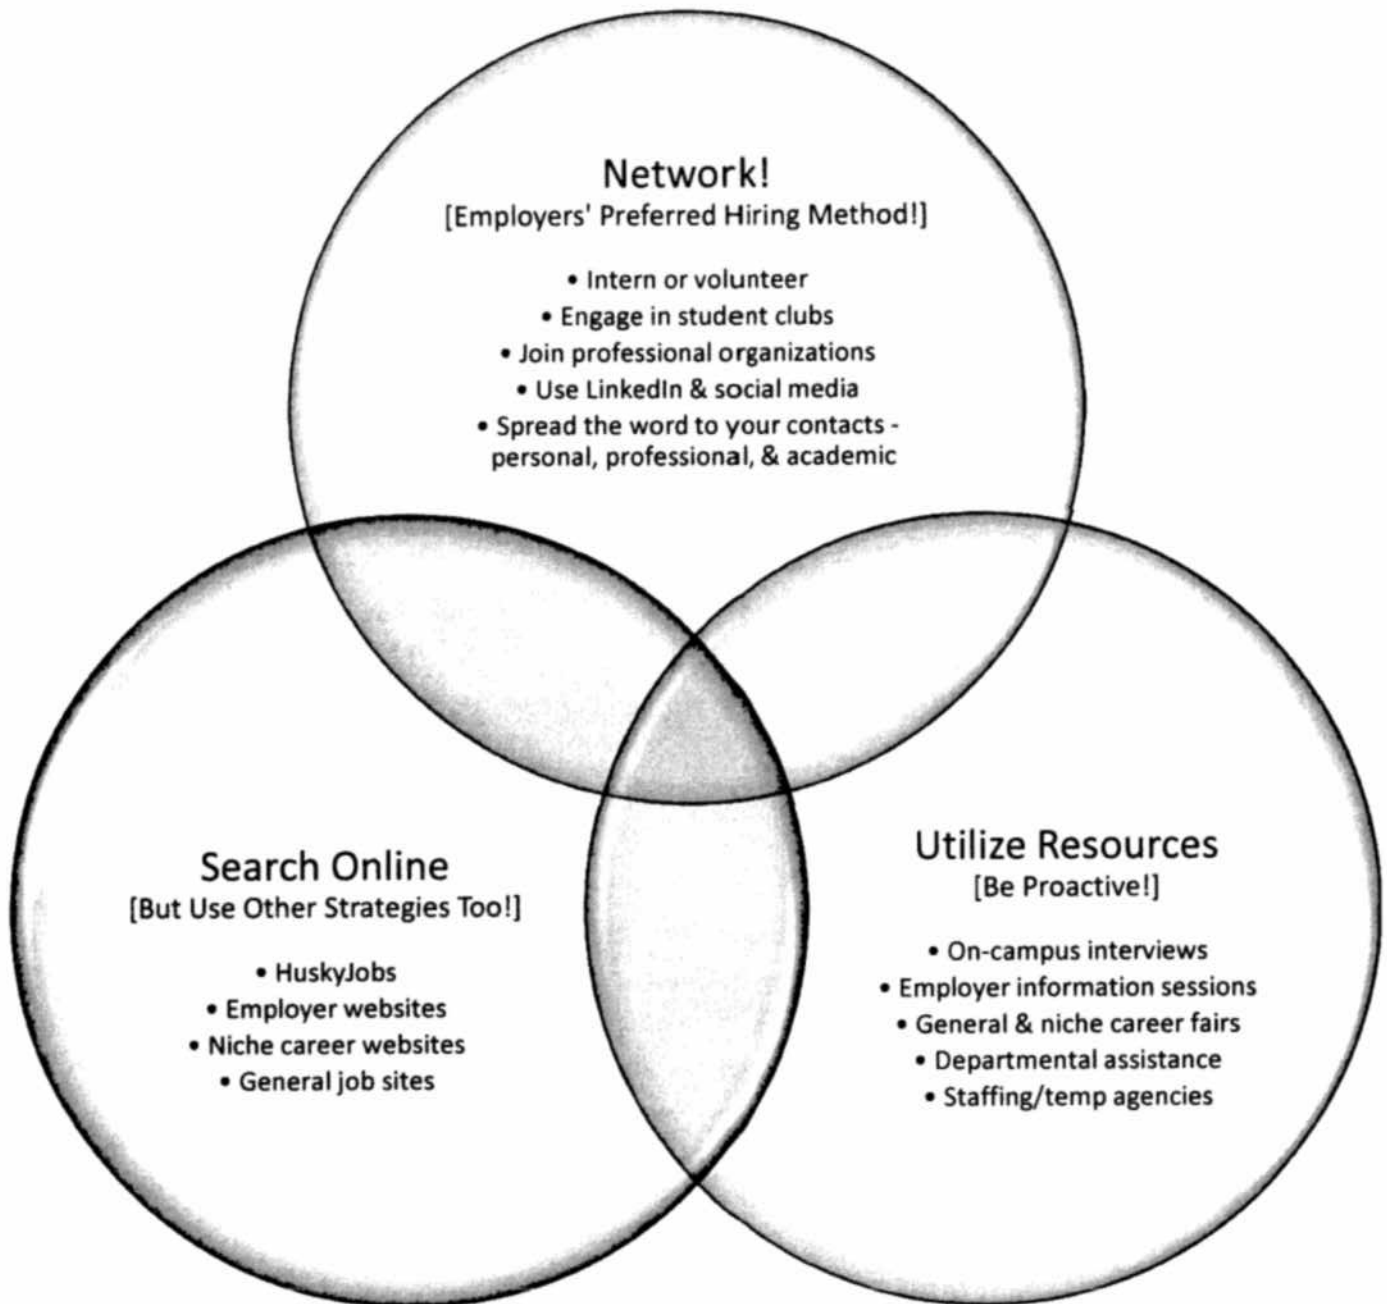 Network!
[Employers' Preferred Hiring Method!]
• Intern or volunteer
• Engage in student clubs
• Join professional organizations
• Use LinkedIn & social media
• Spread the word to your contacts -
personal, professional, & academic
Search Online
[But Use Other Strategies Too!]
• HuskyJobs
• Employer websites
• Niche career websites
• General job sites
Utilize Resources
[Be Proactive!]
• On-campus interviews
• Employer information sessions
• General & niche career fairs
• Departmental assistance
• Staffing/temp agencies